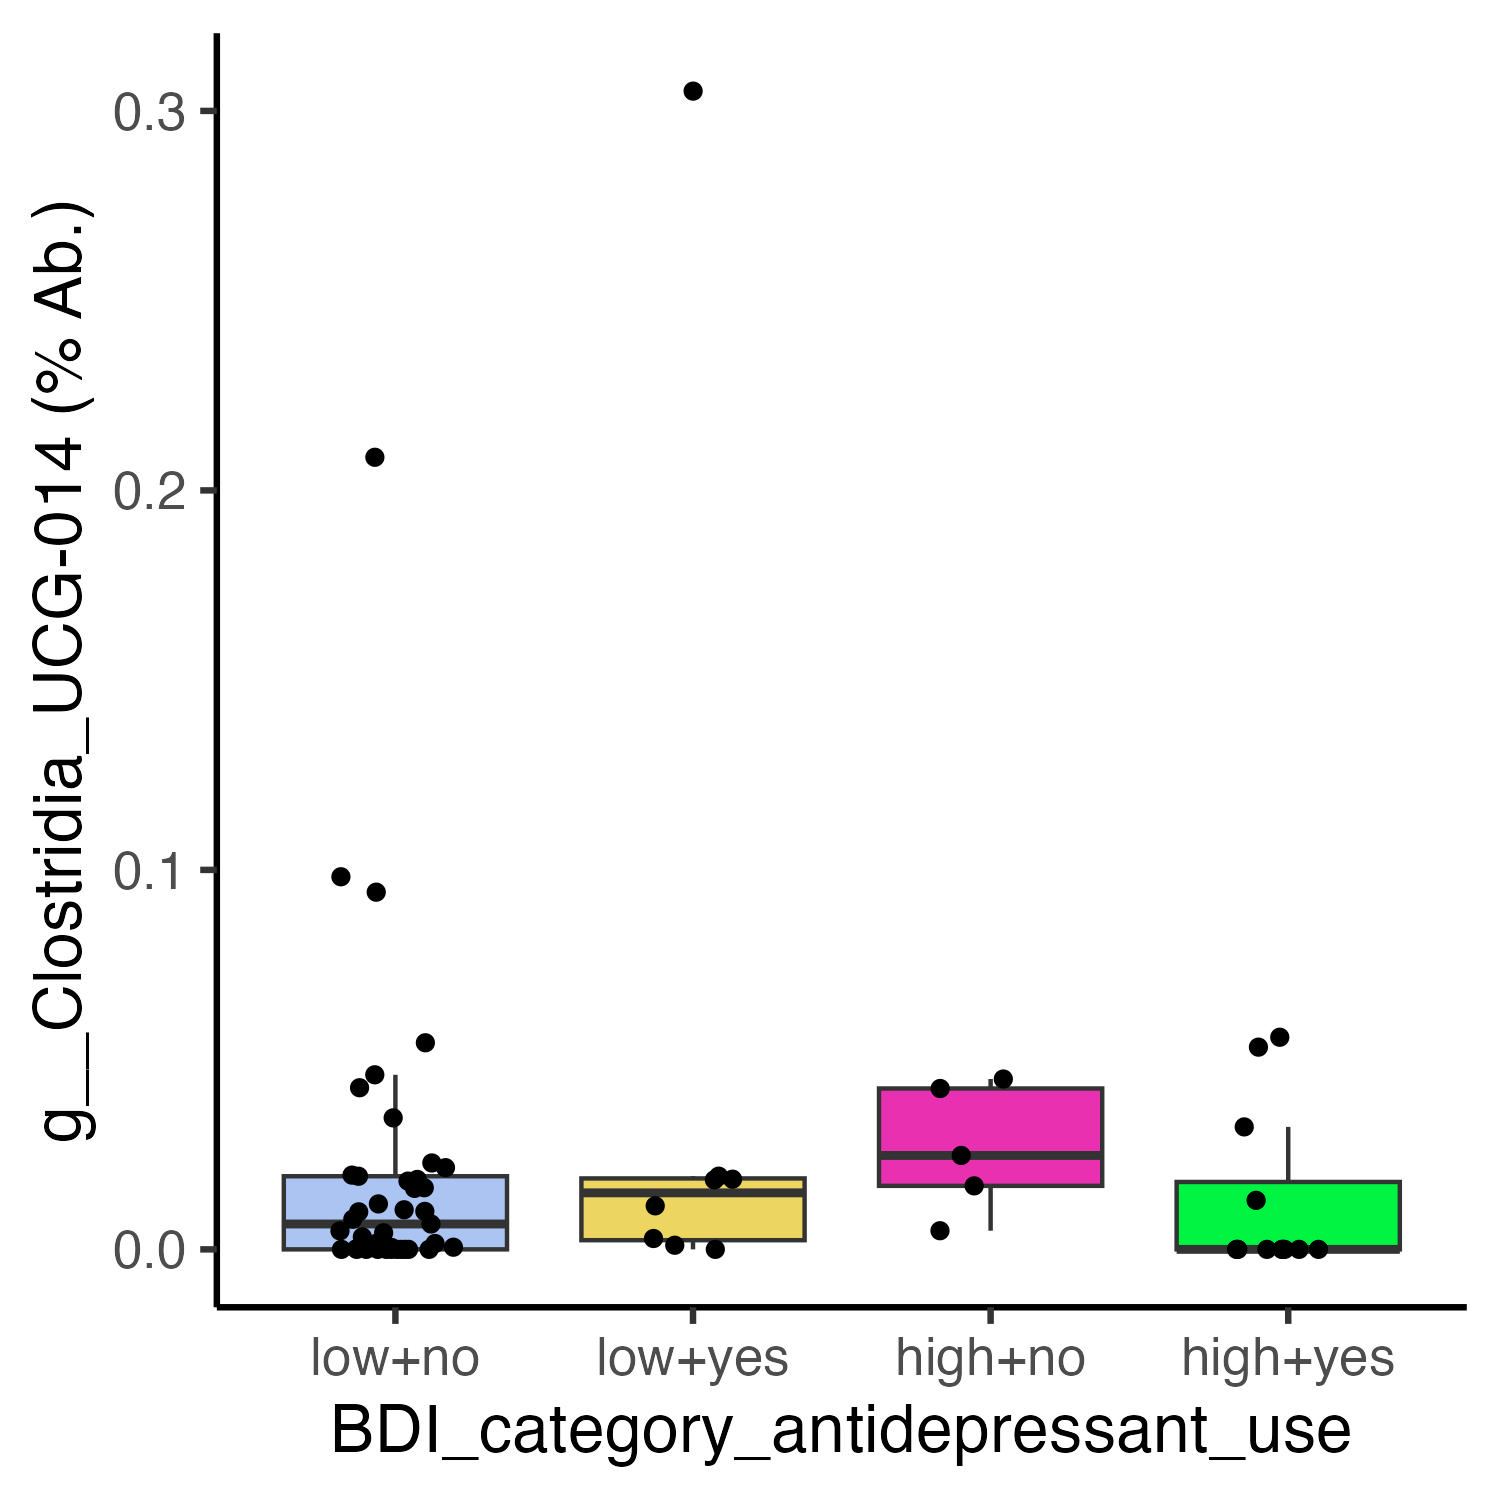 g__Clostridia_UCG-014 (% Ab.)
0.3
0.2
0.1
0.0
low+no
low+yes
high+no
high+yes
BDI_category_antidepressant_use